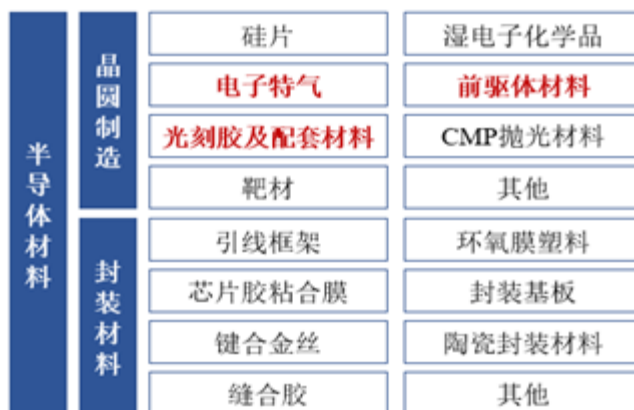 半导体材料
晶圆制造
硅片
湿电子化学品
电子特气
前驱体材料
光刻胶及配套材料
CMP抛光材料
靶材
其他
封装材料
引线框架
环氧膜塑料
芯片胶粘合膜
封装基板
键合金丝
陶瓷封装材料
缝合胶
其他